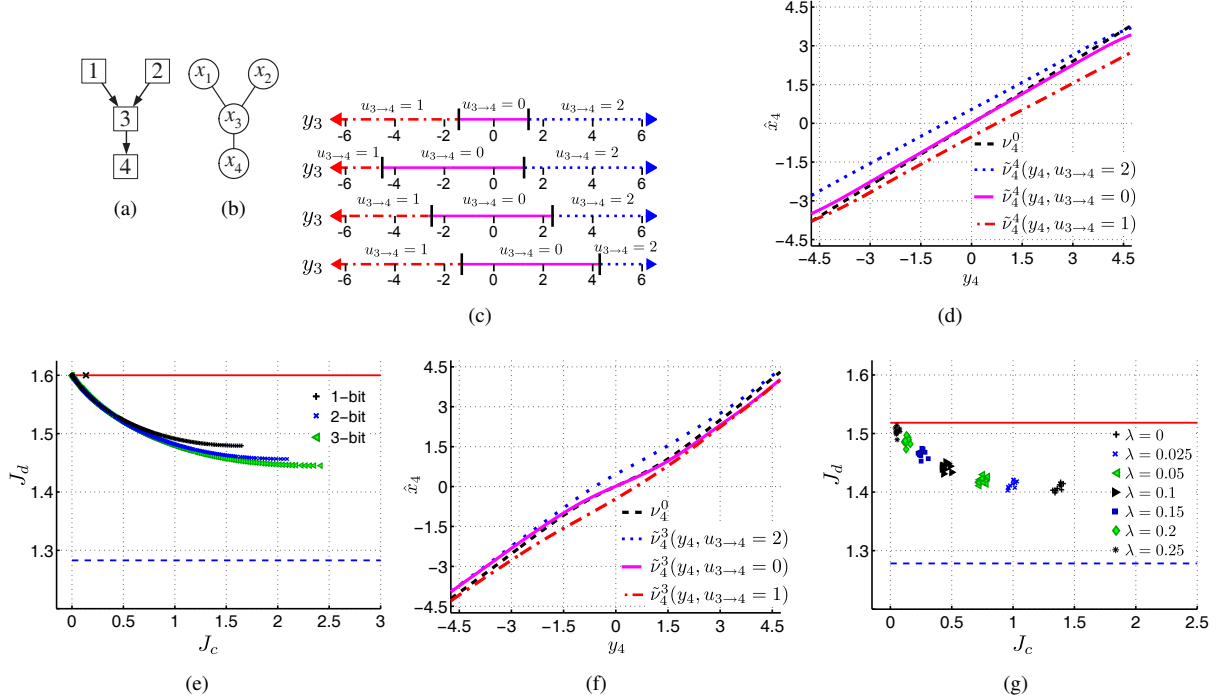 1 2
3
4
(a)
x₁ x₂
x₃
x₄
(b)
u₃→₄ = 1 u₃→₄ = 0 u₃→₄ = 2
y₃
-6 -4 -2 0 2 4 6
u₃→₄ = 1 u₃→₄ = 0 u₃→₄ = 2
y₃
-6 -4 -2 0 2 4 6
u₃→₄ = 1 u₃→₄ = 0 u₃→₄ = 2
y₃
-6 -4 -2 0 2 4 6
u₃→₄ = 1 u₃→₄ = 0 u₃→₄ = 2
y₃
-6 -4 -2 0 2 4 6
(c)
4.5
3
1.5
0
−1.5
−3
−4.5
x̂₄
ν₄⁰
ν̃₄⁴(y₄, u₃→₄ = 2)
ν̃₄⁴(y₄, u₃→₄ = 0)
ν̃₄⁴(y₄, u₃→₄ = 1)
−4.5 −3 −1.5 0 1.5 3 4.5
y₄
(d)
1.6
1.5
1.4
1.3
J_d
1−bit
2−bit
3−bit
0 0.5 1 1.5 2 2.5 3
J_c
(e)
4.5
3
1.5
0
−1.5
−3
−4.5
x̂₄
ν₄⁰
ν̃₄³(y₄, u₃→₄ = 2)
ν̃₄³(y₄, u₃→₄ = 0)
ν̃₄³(y₄, u₃→₄ = 1)
−4.5 −3 −1.5 0 1.5 3 4.5
y₄
(f)
1.6
1.5
1.4
1.3
J_d
λ = 0
λ = 0.025
λ = 0.05
λ = 0.1
λ = 0.15
λ = 0.2
λ = 0.25
0 0.5 1 1.5 2 2.5
J_c
(g)